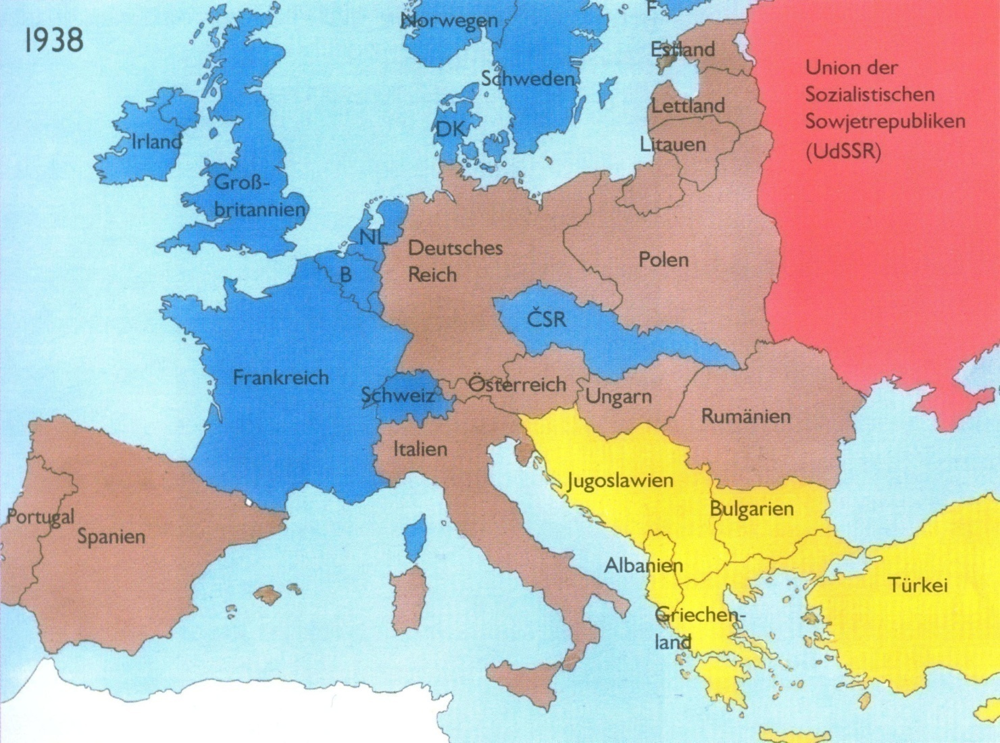 1938
Norwegen
F
Estland
Schweden
Union der
Sozialistischen
Sowjetrepubliken
(UdSSR)
Lettland
DK
Irland
Litauen
Groß-
britannien
NL
Deutsches
Reich
Polen
B
ČSR
Frankreich
Schweiz
Österreich
Ungarn
Rumänien
Italien
Jugoslawien
Bulgarien
Portugal
Spanien
Albanien
Türkei
Griechen-
land